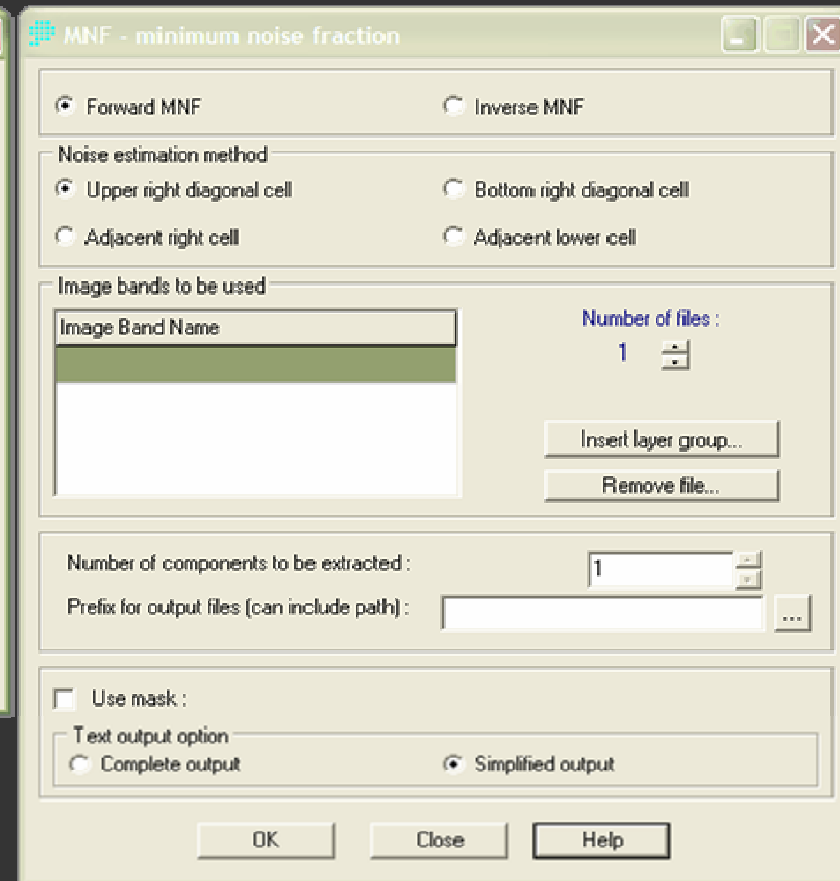 MNF - minimum noise fraction
Forward MNF
Inverse MNF
Noise estimation method
Upper right diagonal cell
Bottom right diagonal cell
Adjacent right cell
Adjacent lower cell
Image bands to be used
Image Band Name
Number of files :
1
Insert layer group...
Remove file...
Number of components to be extracted :
1
Prefix for output files (can include path) :
...
Use mask :
Text output option
Complete output
Simplified output
OK
Close
Help